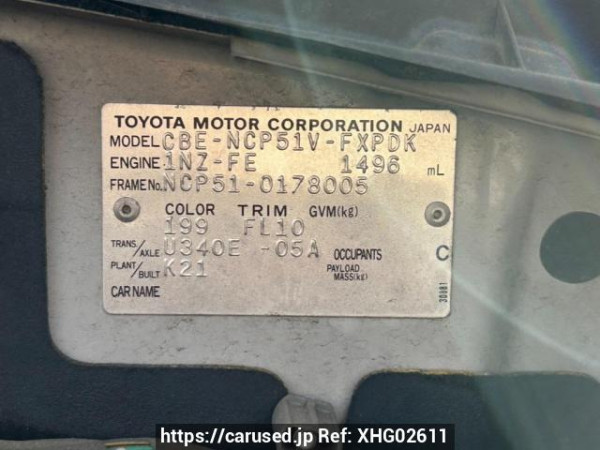 TOYOTA MOTOR CORPORATION JAPAN
MODEL CBE-NCP51V-FXPDK
ENGINE 1NZ-FE 1496 mL
FRAME No. NCP51-0178005
COLOR TRIM GVM(kg)
199 FL10
TRANS/AXLE U340E -05A OCCUPANTS C
PLANT/BUILT K21 PAYLOAD MASS(kg)
CAR NAME
30881
https://carused.jp Ref: XHG02611